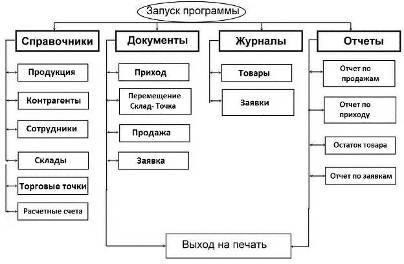 Запуск программы
Справочники
Документы
Журналы
Отчеты
Продукция
Контрагенты
Сотрудники
Склады
Торговые точки
Расчетные счета
Приход
Перемещение
Склад- Точка
Продажа
Заявка
Товары
Заявки
Отчет по
продажам
Отчет по
приходу
Остаток товара
Отчет по заявкам
Выход на печать